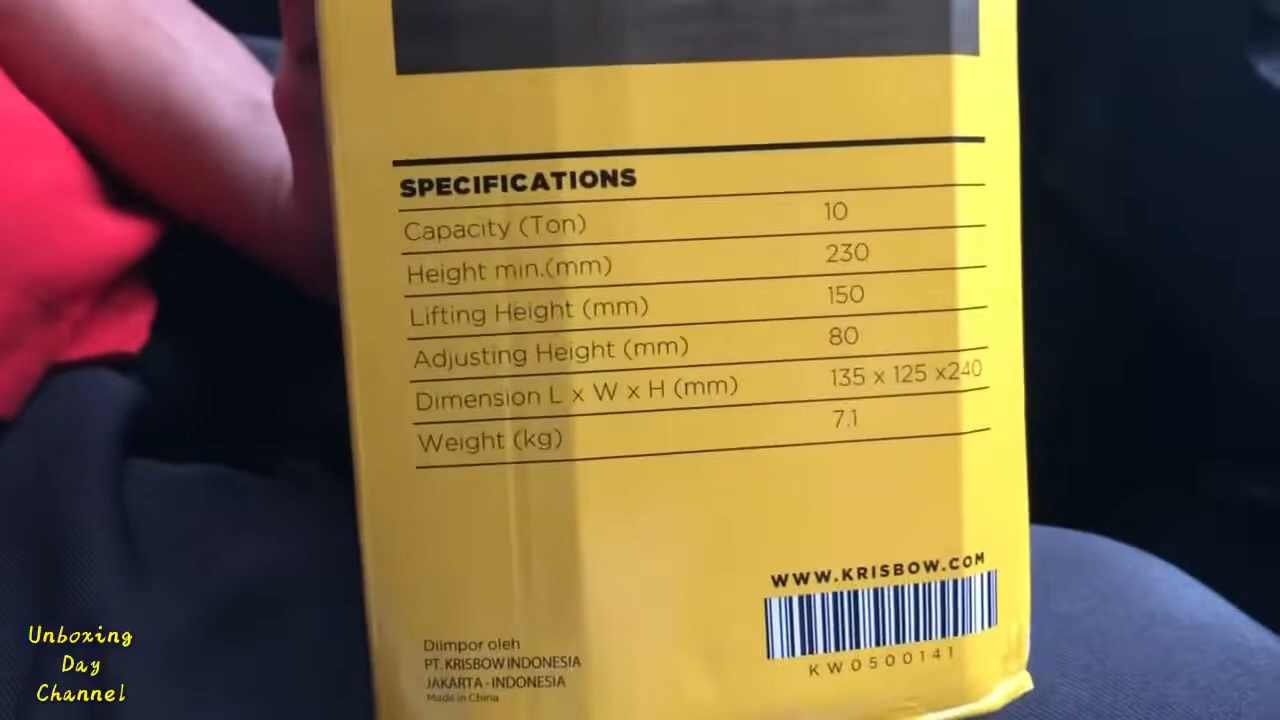 SPECIFICATIONS
Capacity (Ton) 10
Height min.(mm) 230
Lifting Height (mm) 150
Adjusting Height (mm) 80
Dimension L x W x H (mm) 135 x 125 x240
Weight (kg) 7.1
WWW.KRISBOW.COM
KW0500141
Diimpor oleh
PT. KRISBOW INDONESIA
JAKARTA - INDONESIA
Made in China
Unboxing
Day
Channel